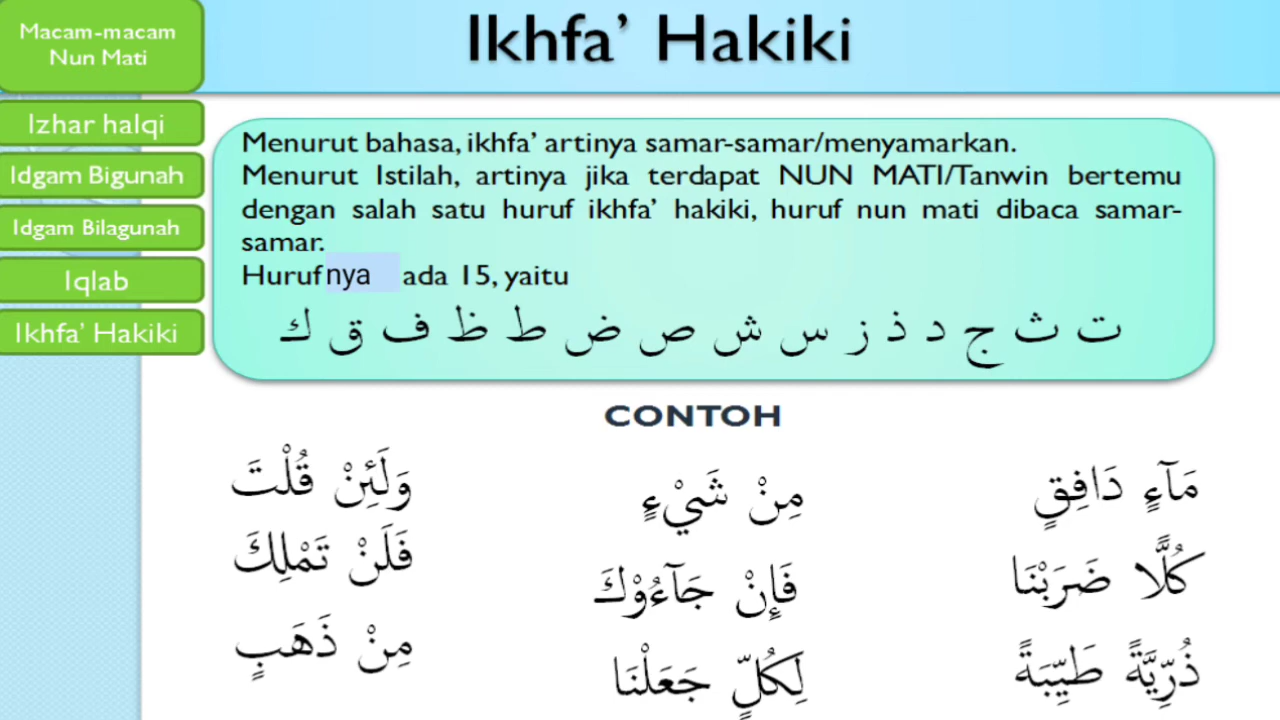 Macam-macam
Nun Mati
Izhar halqi
Idgam Bigunah
Idgam Bilagunah
Iqlab
Ikhfa’ Hakiki
Ikhfa’ Hakiki
Menurut bahasa, ikhfa’ artinya samar-samar/menyamarkan.
Menurut Istilah, artinya jika terdapat NUN MATI/Tanwin bertemu
dengan salah satu huruf ikhfa’ hakiki, huruf nun mati dibaca samar-
samar.
Hurufnya ada 15, yaitu
ت ث ج د ذ ز س ش ص ض ط ظ ف ق ك
CONTOH
مَآءٍ دَافِقٍ
كُلًّا ضَرَبْنَا
ذُرِّيَّةً طَيِّبَةً
مِنْ شَيْءٍ
فَإِنْ جَآءُوْكَ
لِكُلٍّ جَعَلْنَا
وَلَئِنْ قُلْتَ
فَلَنْ تَمْلِكَ
مِنْ ذَهَبٍ